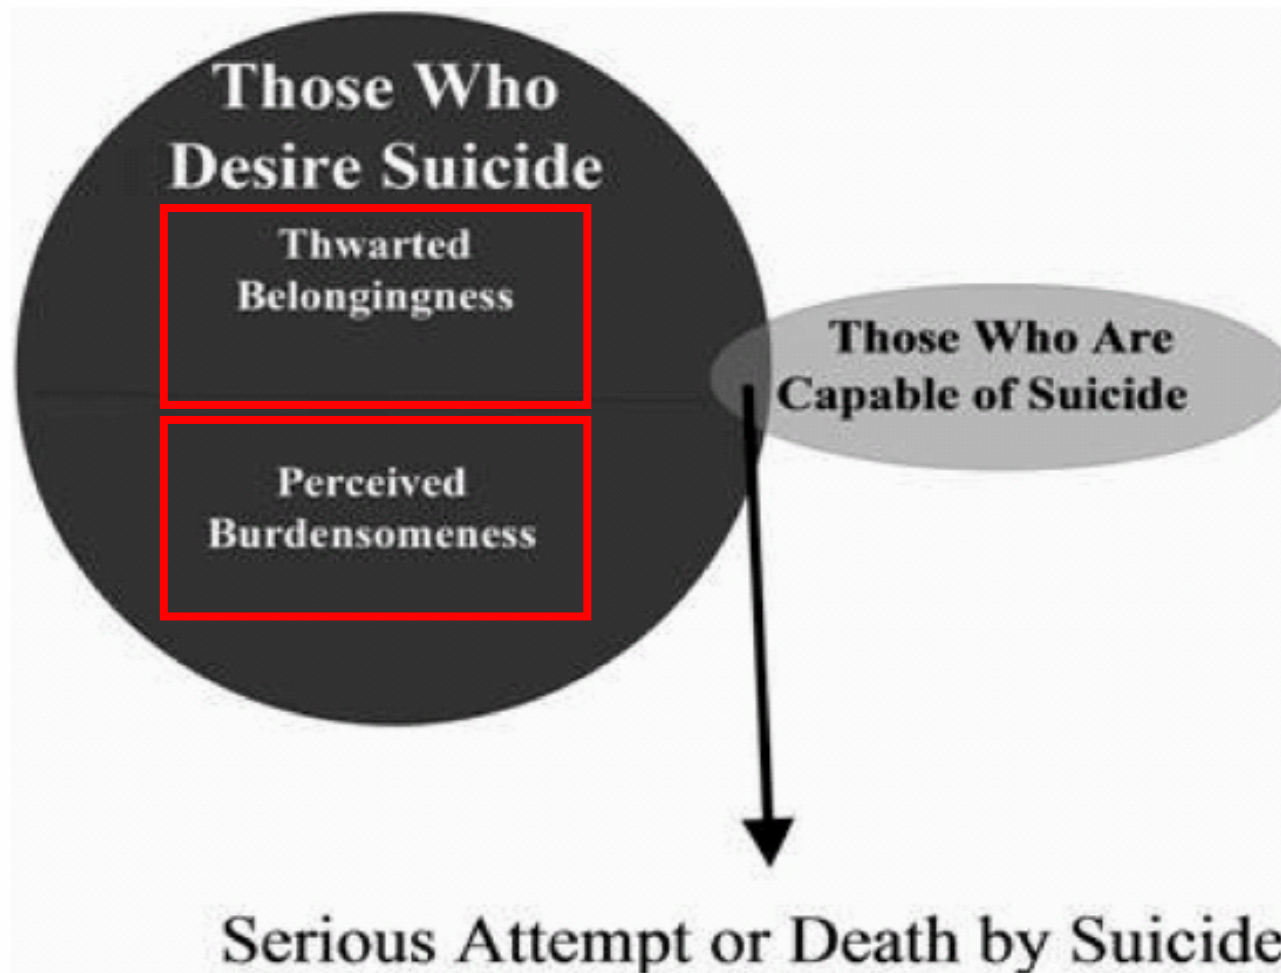 Those Who
Desire Suicide
Thwarted
Belongingness
Perceived
Burdensomeness
Those Who Are
Capable of Suicide
Serious Attempt or Death by Suicide